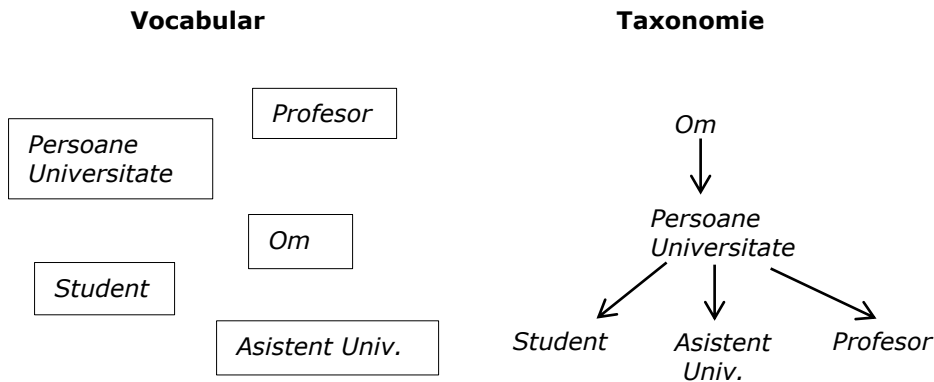 Vocabular
Profesor
Persoane
Universitate
Om
Student
Asistent Univ.
Taxonomie
Om
Persoane
Universitate
Student
Asistent
Univ.
Profesor